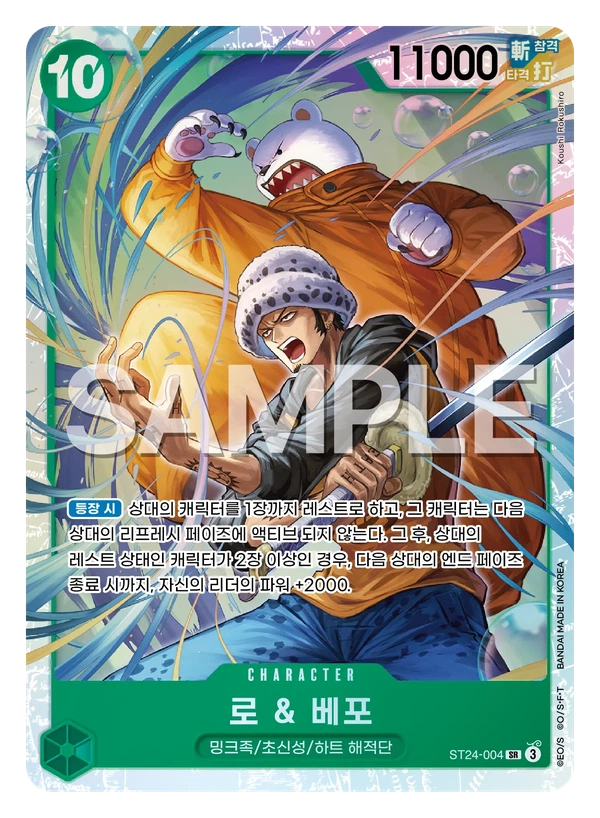 10
11000
斬 참격
타격 打
Koushi Rokushiro
SAMPLE
등장 시 상대의 캐릭터를 1장까지 레스트로 하고, 그 캐릭터는 다음
상대의 리프레시 페이즈에 액티브 되지 않는다. 그 후, 상대의
레스트 상태인 캐릭터가 2장 이상인 경우, 다음 상대의 엔드 페이즈
종료 시까지, 자신의 리더의 파워 +2000.
CHARACTER
로 & 베포
밍크족/초신성/하트 해적단
ST24-004 SR 3
©EO/S ©O/S·F·T BANDAI MADE IN KOREA